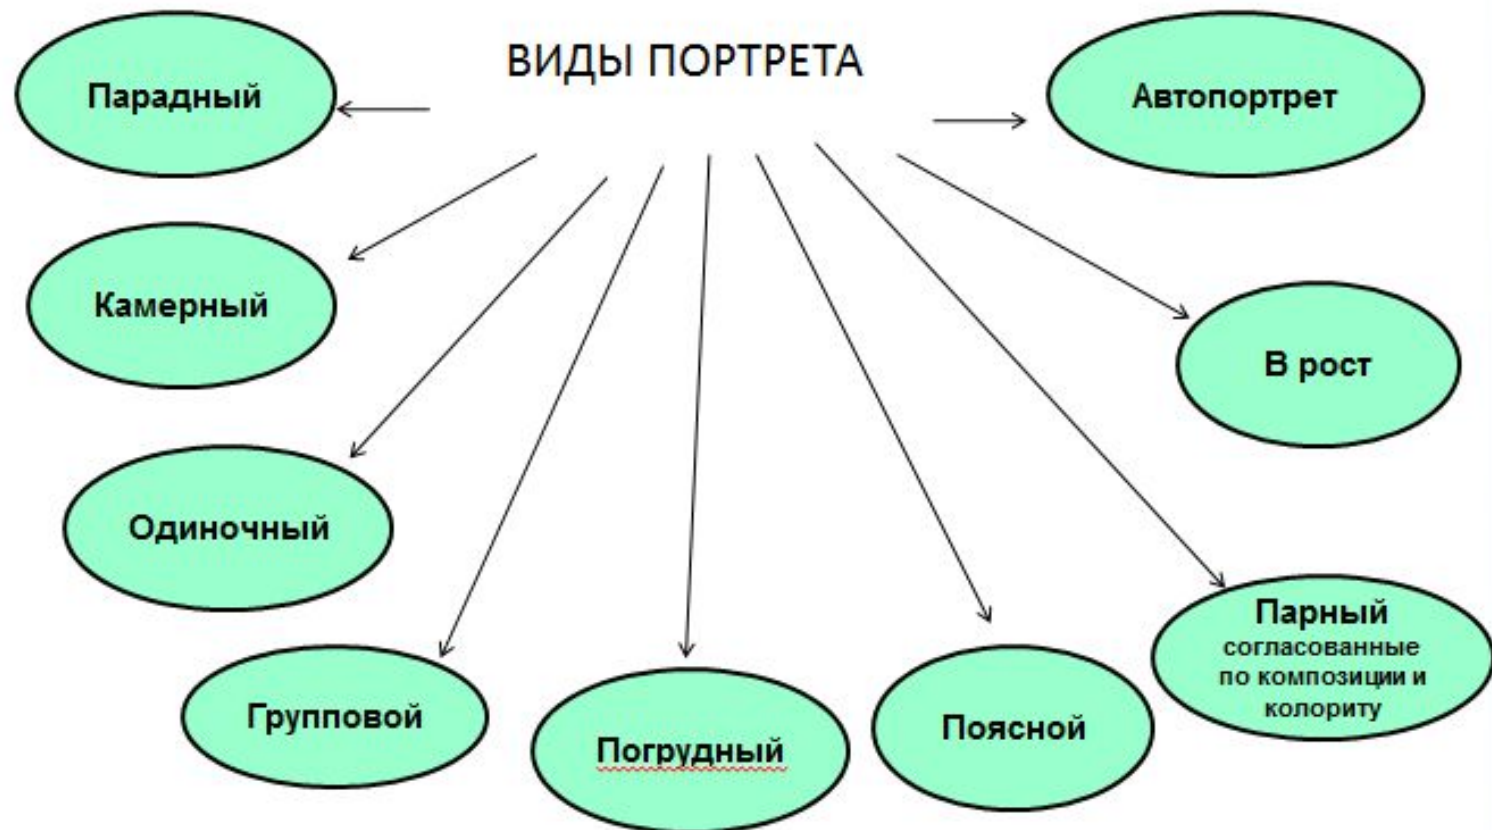 ВИДЫ ПОРТРЕТА
Парадный
Автопортрет
Камерный
В рост
Одиночный
Парный
согласованные
по композиции и
колориту
Групповой
Погрудный
Поясной